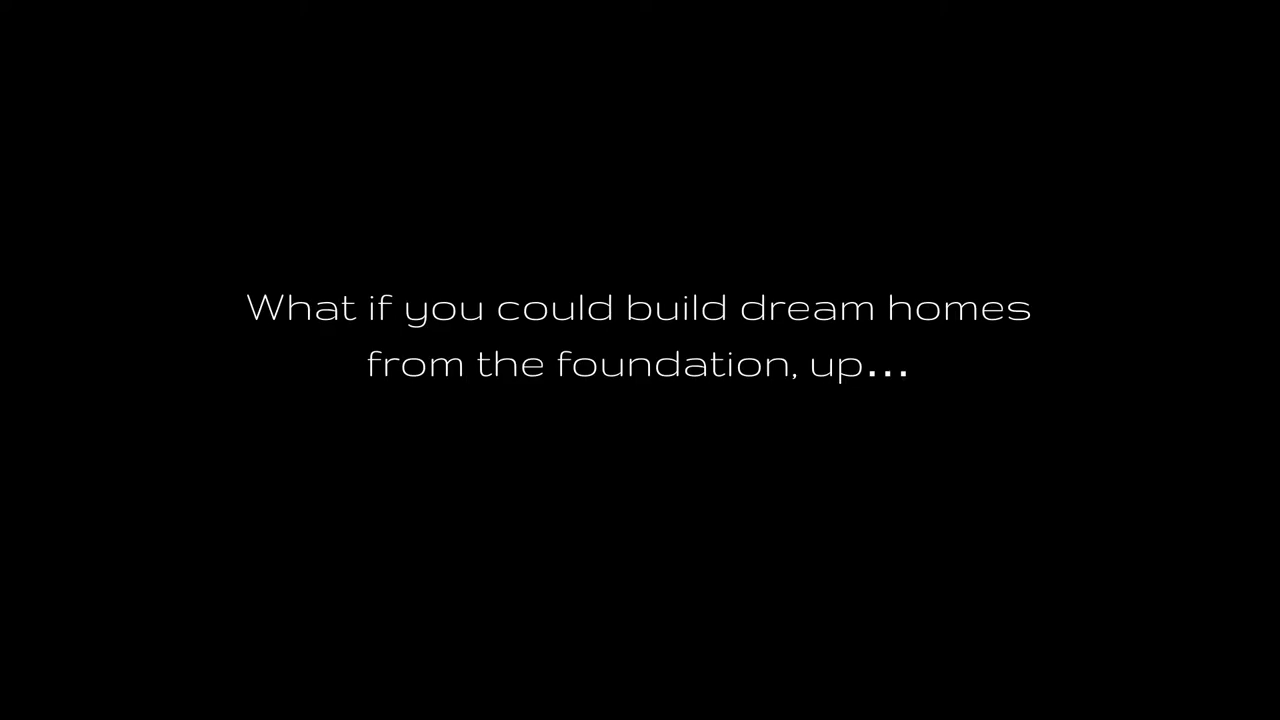 What if you could build dream homes
from the foundation, up...